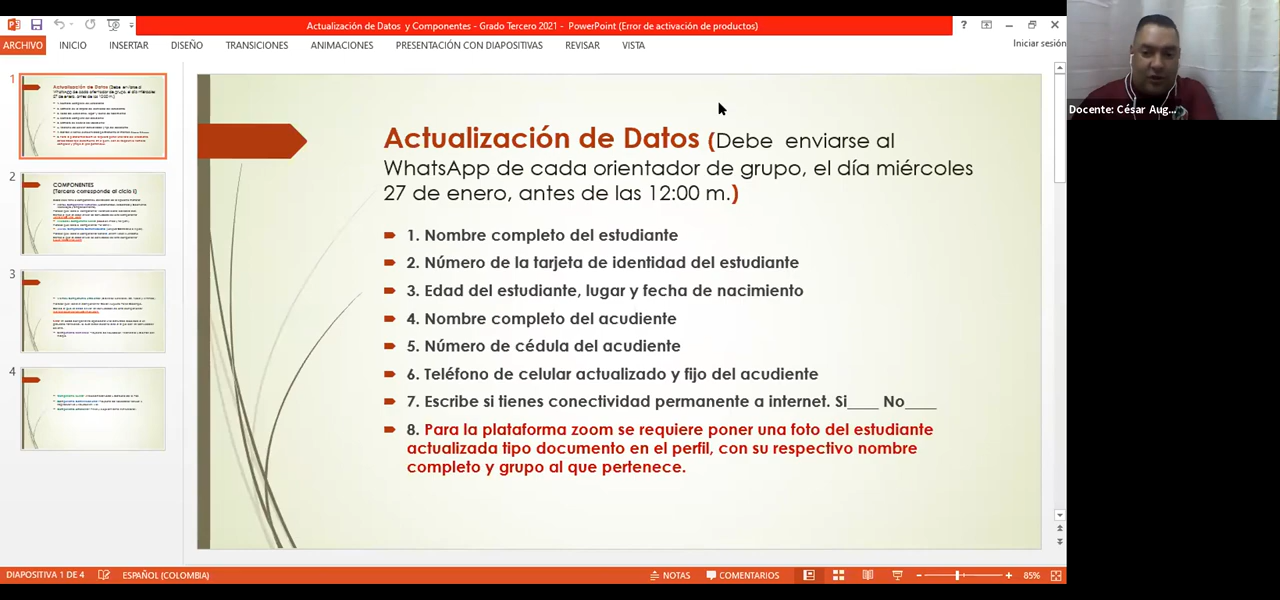 Actualización de Datos y Componentes - Grado Tercero 2021 - PowerPoint (Error de activación de productos)
ARCHIVO INICIO INSERTAR DISEÑO TRANSICIONES ANIMACIONES PRESENTACIÓN CON DIAPOSITIVAS REVISAR VISTA Iniciar sesión
Docente: César Aug...
1
2
COMPONENTES
(Tercero corresponde al ciclo I)
3
4
Actualización de Datos (Debe enviarse al
WhatsApp de cada orientador de grupo, el día miércoles
27 de enero, antes de las 12:00 m.)
1. Nombre completo del estudiante
2. Número de la tarjeta de identidad del estudiante
3. Edad del estudiante, lugar y fecha de nacimiento
4. Nombre completo del acudiente
5. Número de cédula del acudiente
6. Teléfono de celular actualizado y fijo del acudiente
7. Escribe si tienes conectividad permanente a internet. Si____ No____
8. Para la plataforma zoom se requiere poner una foto del estudiante
actualizada tipo documento en el perfil, con su respectivo nombre
completo y grupo al que pertenece.
DIAPOSITIVA 1 DE 4 ESPAÑOL (COLOMBIA) NOTAS COMENTARIOS 85%